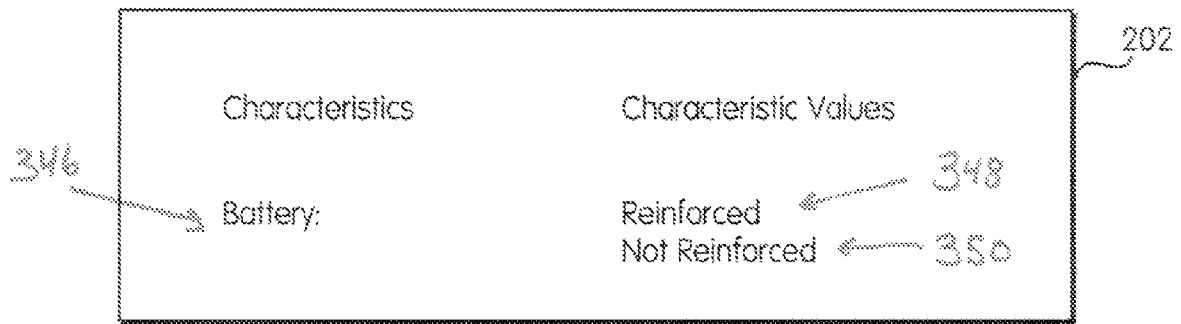 202
Characteristics Characteristic Values
346
348
Battery: Reinforced
Not Reinforced 350